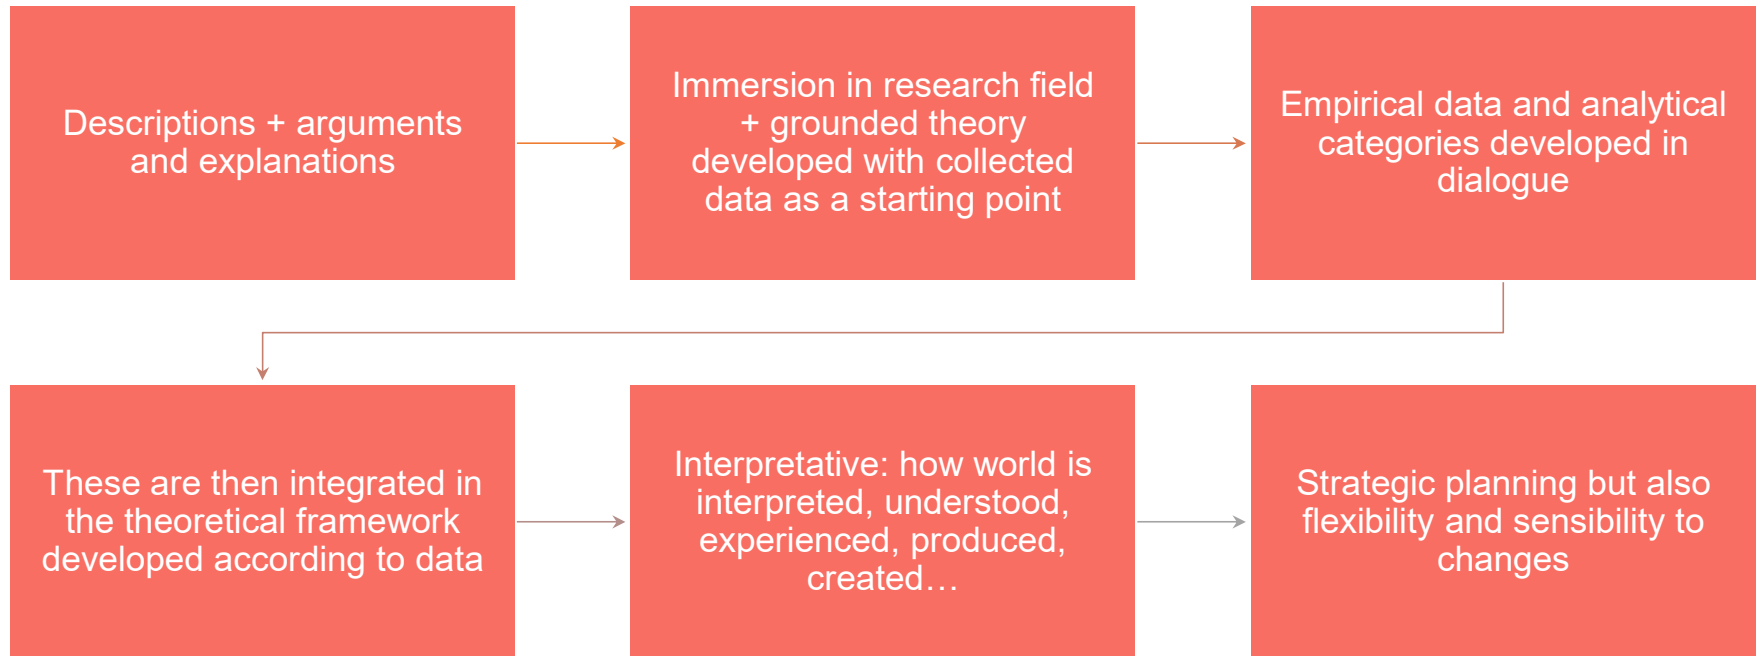 Descriptions + arguments
and explanations
Immersion in research field
+ grounded theory
developed with collected
data as a starting point
Empirical data and analytical
categories developed in
dialogue
These are then integrated in
the theoretical framework
developed according to data
Interpretative: how world is
interpreted, understood,
experienced, produced,
created…
Strategic planning but also
flexibility and sensibility to
changes